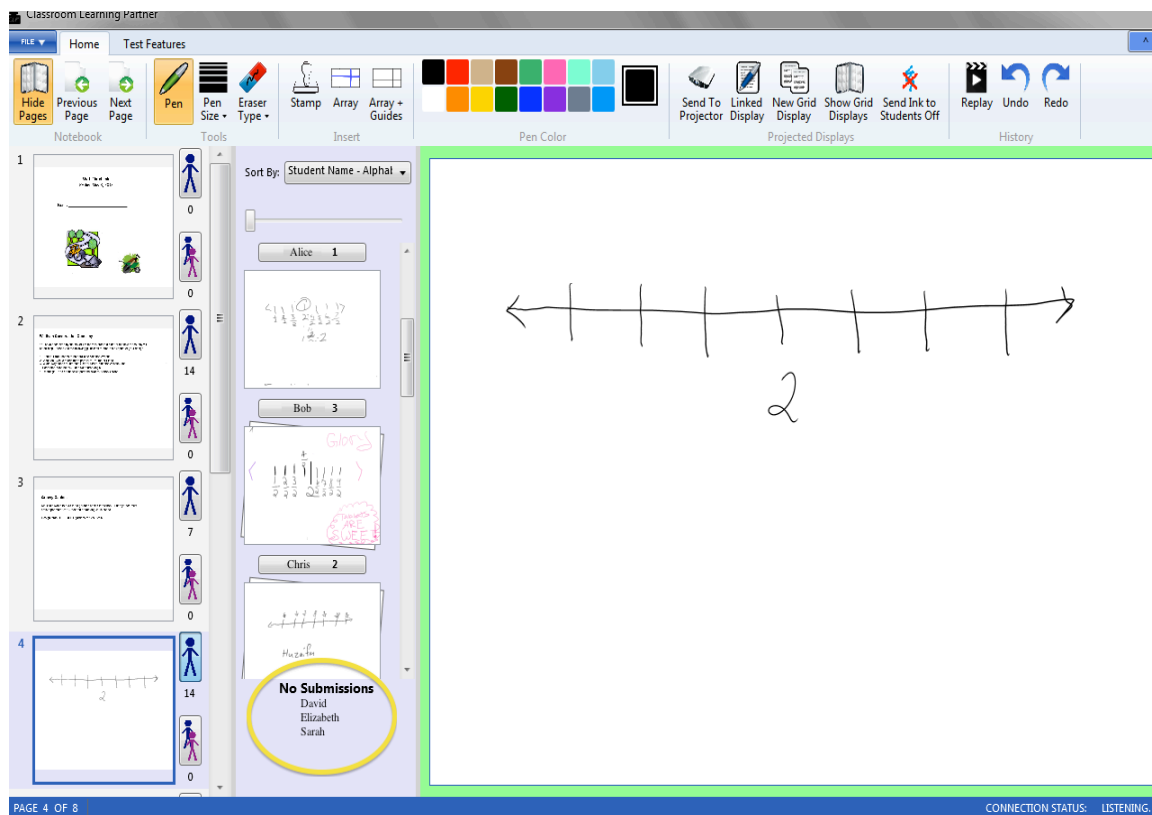 Classroom Learning Partner
FILE Home Test Features
Hide Pages
Previous Page
Next Page
Pen
Pen Size
Eraser Type
Stamp
Array
Array + Guides
Send To Projector
Linked Display
New Grid Display
Show Grid Displays
Send Ink to Students Off
Replay
Undo
Redo
Notebook
Tools
Insert
Pen Color
Projected Displays
History
1
0
0
2
14
0
3
7
0
4
2
14
0
Sort By: Student Name - Alphal
Alice 1
Bob 3
Glory
ARE
SWEE
Chris 2
No Submissions
David
Elizabeth
Sarah
2
PAGE 4 OF 8
CONNECTION STATUS: LISTENING.